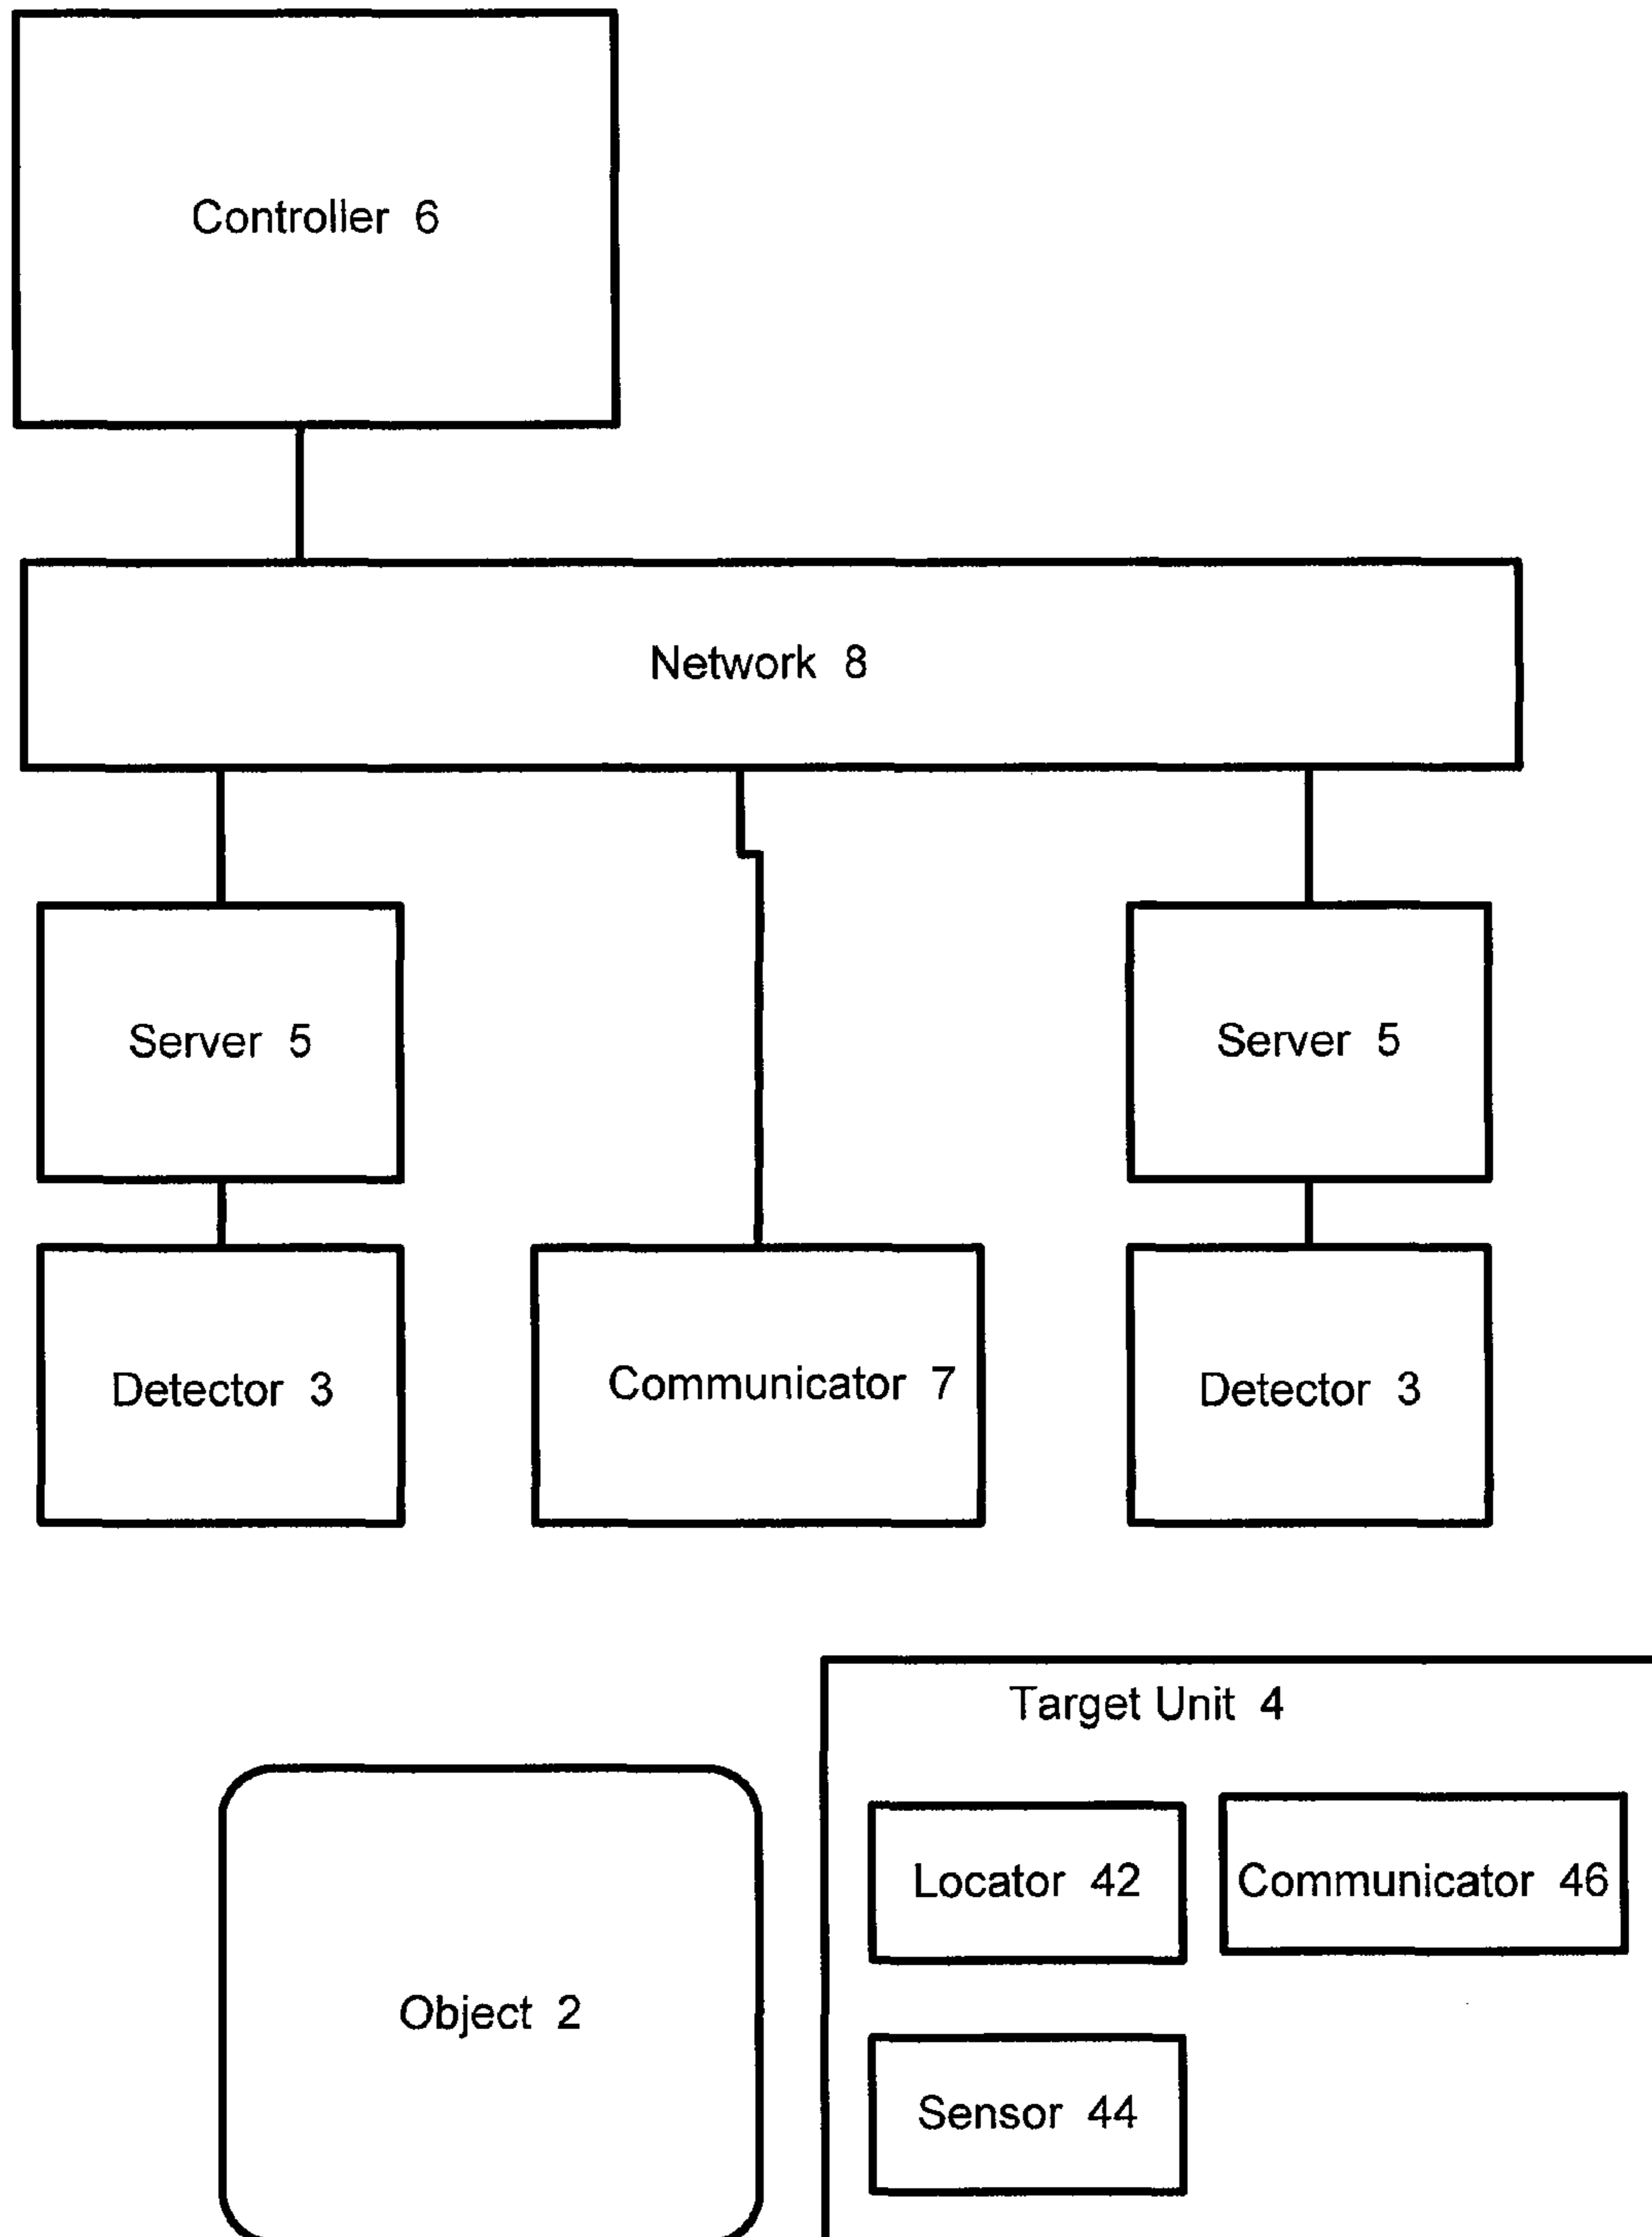 Controller 6
Network 8
Server 5
Server 5
Detector 3
Communicator 7
Detector 3
Target Unit 4
Locator 42
Communicator 46
Object 2
Sensor 44